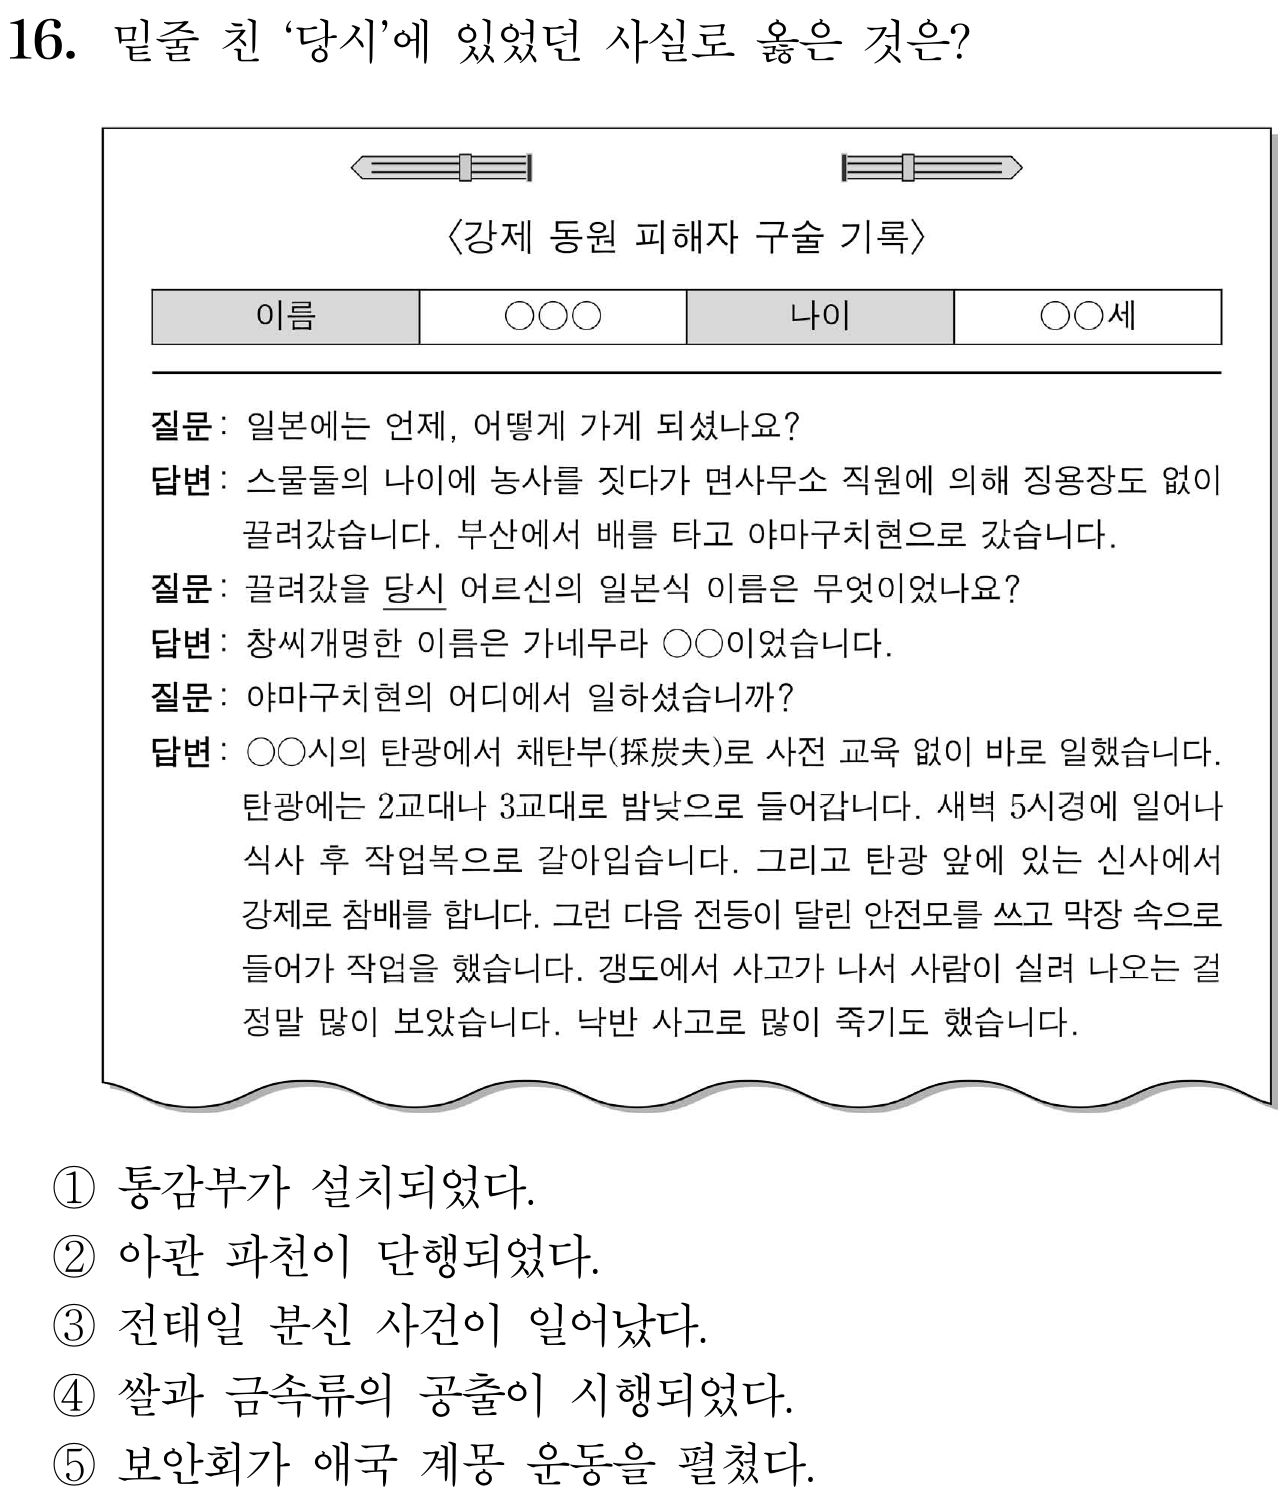 16. 밑줄 친 ‘당시’에 있었던 사실로 옳은 것은?
〈강제 동원 피해자 구술 기록〉
이름 ○○○ 나이 ○○세
질문: 일본에는 언제, 어떻게 가게 되셨나요?
답변: 스물둘의 나이에 농사를 짓다가 면사무소 직원에 의해 징용장도 없이
끌려갔습니다. 부산에서 배를 타고 야마구치현으로 갔습니다.
질문: 끌려갔을 당시 어르신의 일본식 이름은 무엇이었나요?
답변: 창씨개명한 이름은 가네무라 ○○이었습니다.
질문: 야마구치현의 어디에서 일하셨습니까?
답변: ○○시의 탄광에서 채탄부(採炭夫)로 사전 교육 없이 바로 일했습니다.
탄광에는 2교대나 3교대로 밤낮으로 들어갑니다. 새벽 5시경에 일어나
식사 후 작업복으로 갈아입습니다. 그리고 탄광 앞에 있는 신사에서
강제로 참배를 합니다. 그런 다음 전등이 달린 안전모를 쓰고 막장 속으로
들어가 작업을 했습니다. 갱도에서 사고가 나서 사람이 실려 나오는 걸
정말 많이 보았습니다. 낙반 사고로 많이 죽기도 했습니다.
① 통감부가 설치되었다.
② 아관 파천이 단행되었다.
③ 전태일 분신 사건이 일어났다.
④ 쌀과 금속류의 공출이 시행되었다.
⑤ 보안회가 애국 계몽 운동을 펼쳤다.